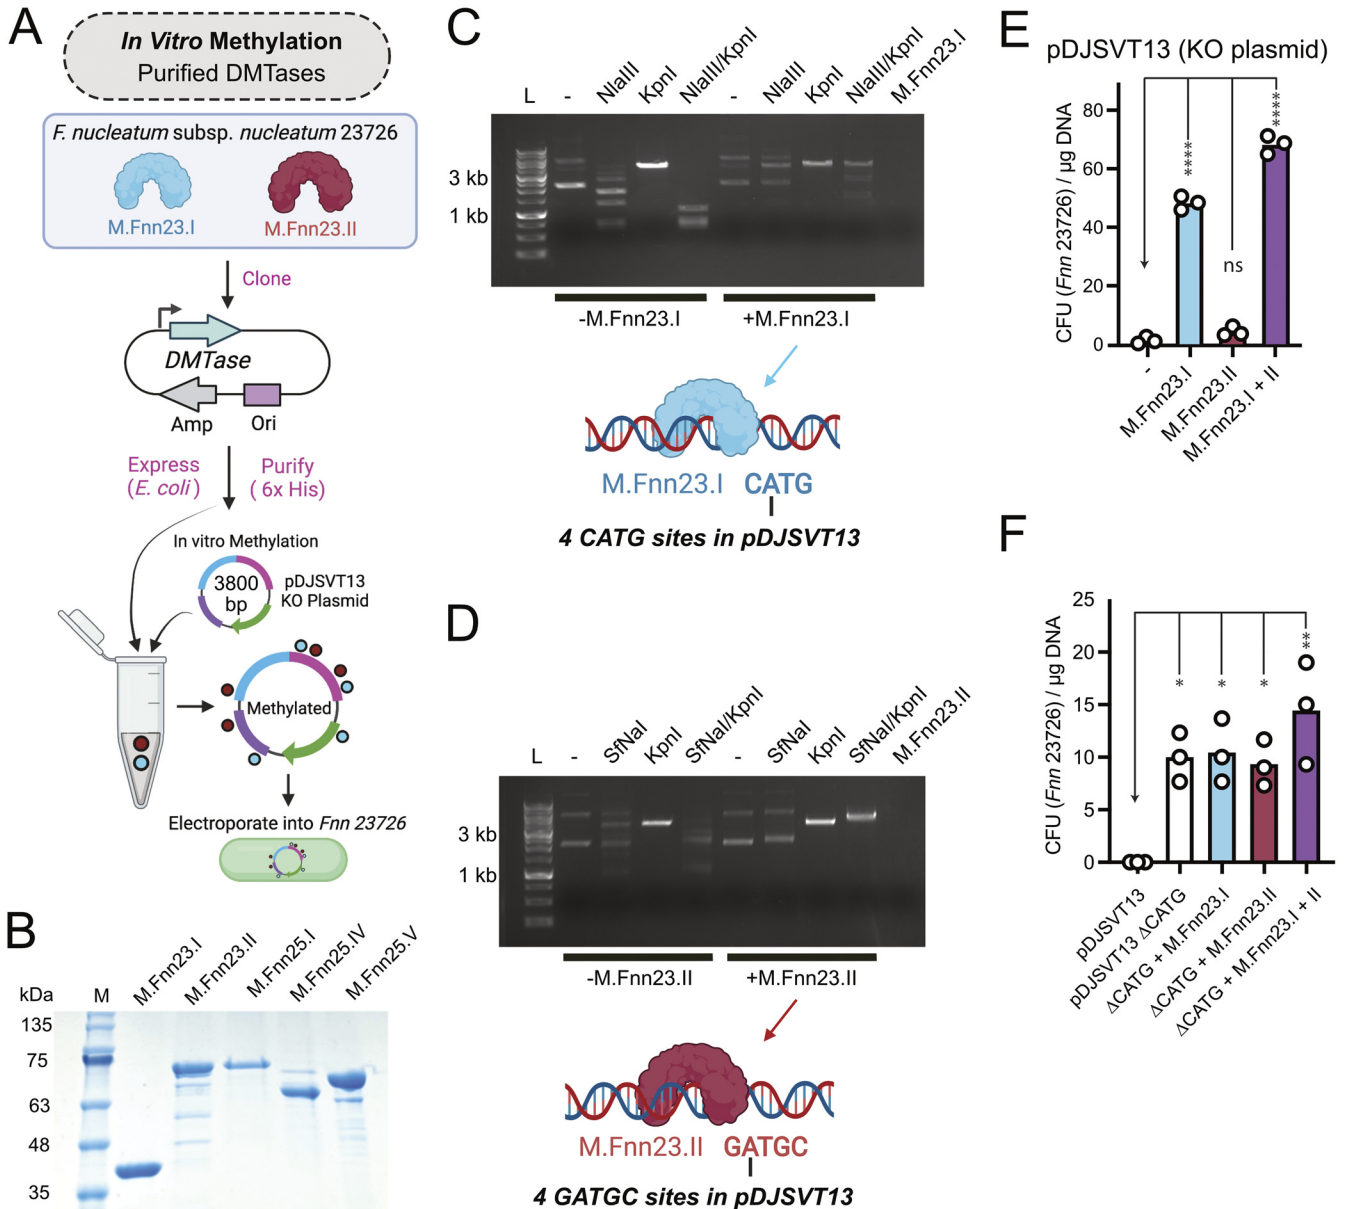 A
In Vitro Methylation
Purified DMTases
F. nucleatum subsp. nucleatum 23726
M.Fnn23.I
M.Fnn23.II
Clone
DMTase
Amp
Ori
Express
(E. coli)
Purify
( 6x His)
In vitro Methylation
3800
bp
pDJSVT13
KO Plasmid
Methylated
Electroporate into Fnn 23726
B
kDa
M
M.Fnn23.I
M.Fnn23.II
M.Fnn25.I
M.Fnn25.IV
M.Fnn25.V
135
75
63
48
35
C
L
-
NlaIII
KpnI
NlaIII/KpnI
-
NlaIII
KpnI
NlaIII/KpnI
M.Fnn23.I
3 kb
1 kb
-M.Fnn23.I
+M.Fnn23.I
M.Fnn23.I CATG
4 CATG sites in pDJSVT13
D
L
-
SfNaI
KpnI
SfNaI/KpnI
-
SfNaI
KpnI
SfNaI/KpnI
M.Fnn23.II
3 kb
1 kb
-M.Fnn23.II
+M.Fnn23.II
M.Fnn23.II GATGC
4 GATGC sites in pDJSVT13
E
pDJSVT13 (KO plasmid)
CFU (Fnn 23726) / µg DNA
80
60
40
20
0
****
ns
****
-
M.Fnn23.I
M.Fnn23.II
M.Fnn23.I + II
F
CFU (Fnn 23726) / µg DNA
25
20
15
10
5
0
*
*
*
**
pDJSVT13
pDJSVT13 ΔCATG
ΔCATG + M.Fnn23.I
ΔCATG + M.Fnn23.II
ΔCATG + M.Fnn23.I + II